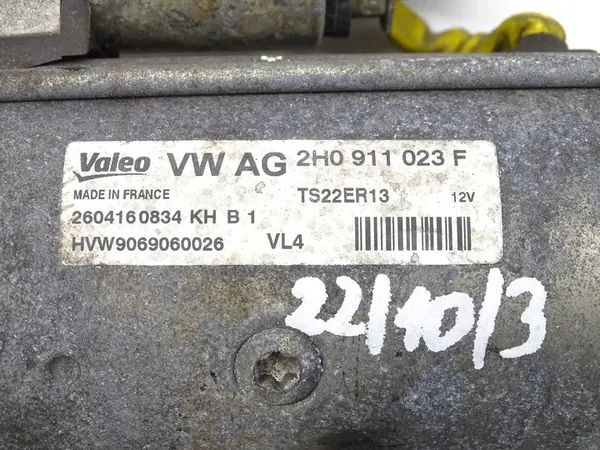 Valeo VW AG 2H0 911 023 F
MADE IN FRANCE TS22ER13 12V
2604160834 KH B 1
HVW9069060026 VL4
22/10/3